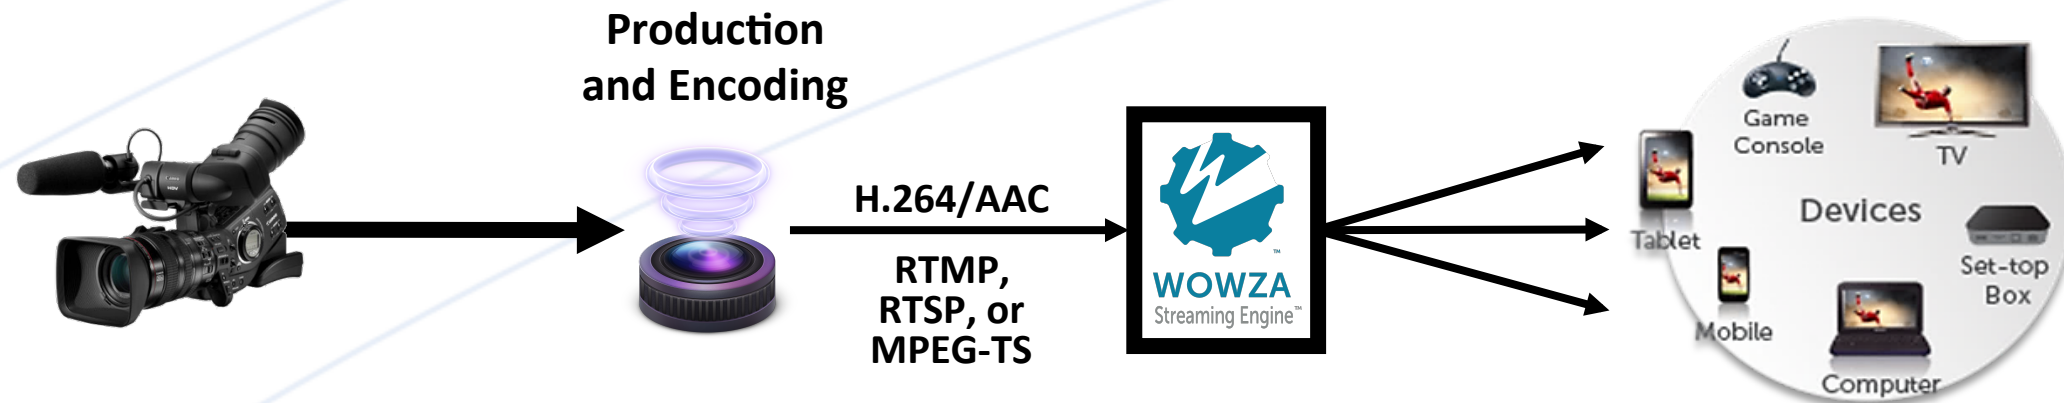 Production
and Encoding
H.264/AAC
RTMP,
RTSP, or
MPEG-TS
WOWZA
Streaming Engine™
Game
Console
TV
Tablet
Devices
Set-top
Box
Mobile
Computer